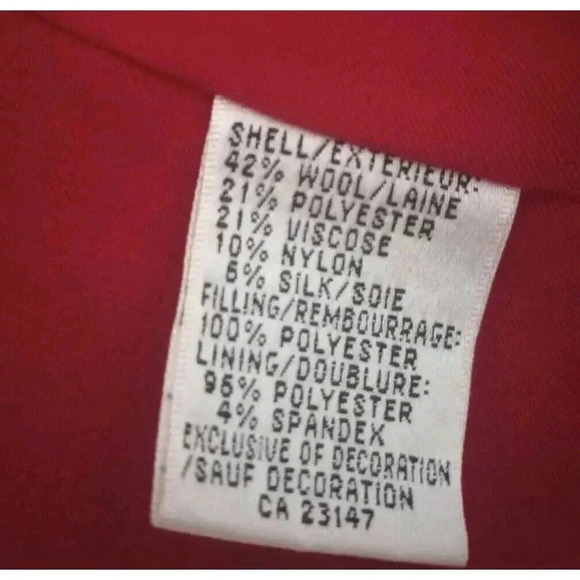 SHELL/EXTERIEUR:
42% WOOL/LAINE
21% POLYESTER
21% VISCOSE
10% NYLON
6% SILK/SOIE
FILLING/REMBOURRAGE:
100% POLYESTER
LINING/DOUBLURE:
96% POLYESTER
4% SPANDEX
EXCLUSIVE OF DECORATION
/SAUF DECORATION
CA 23147